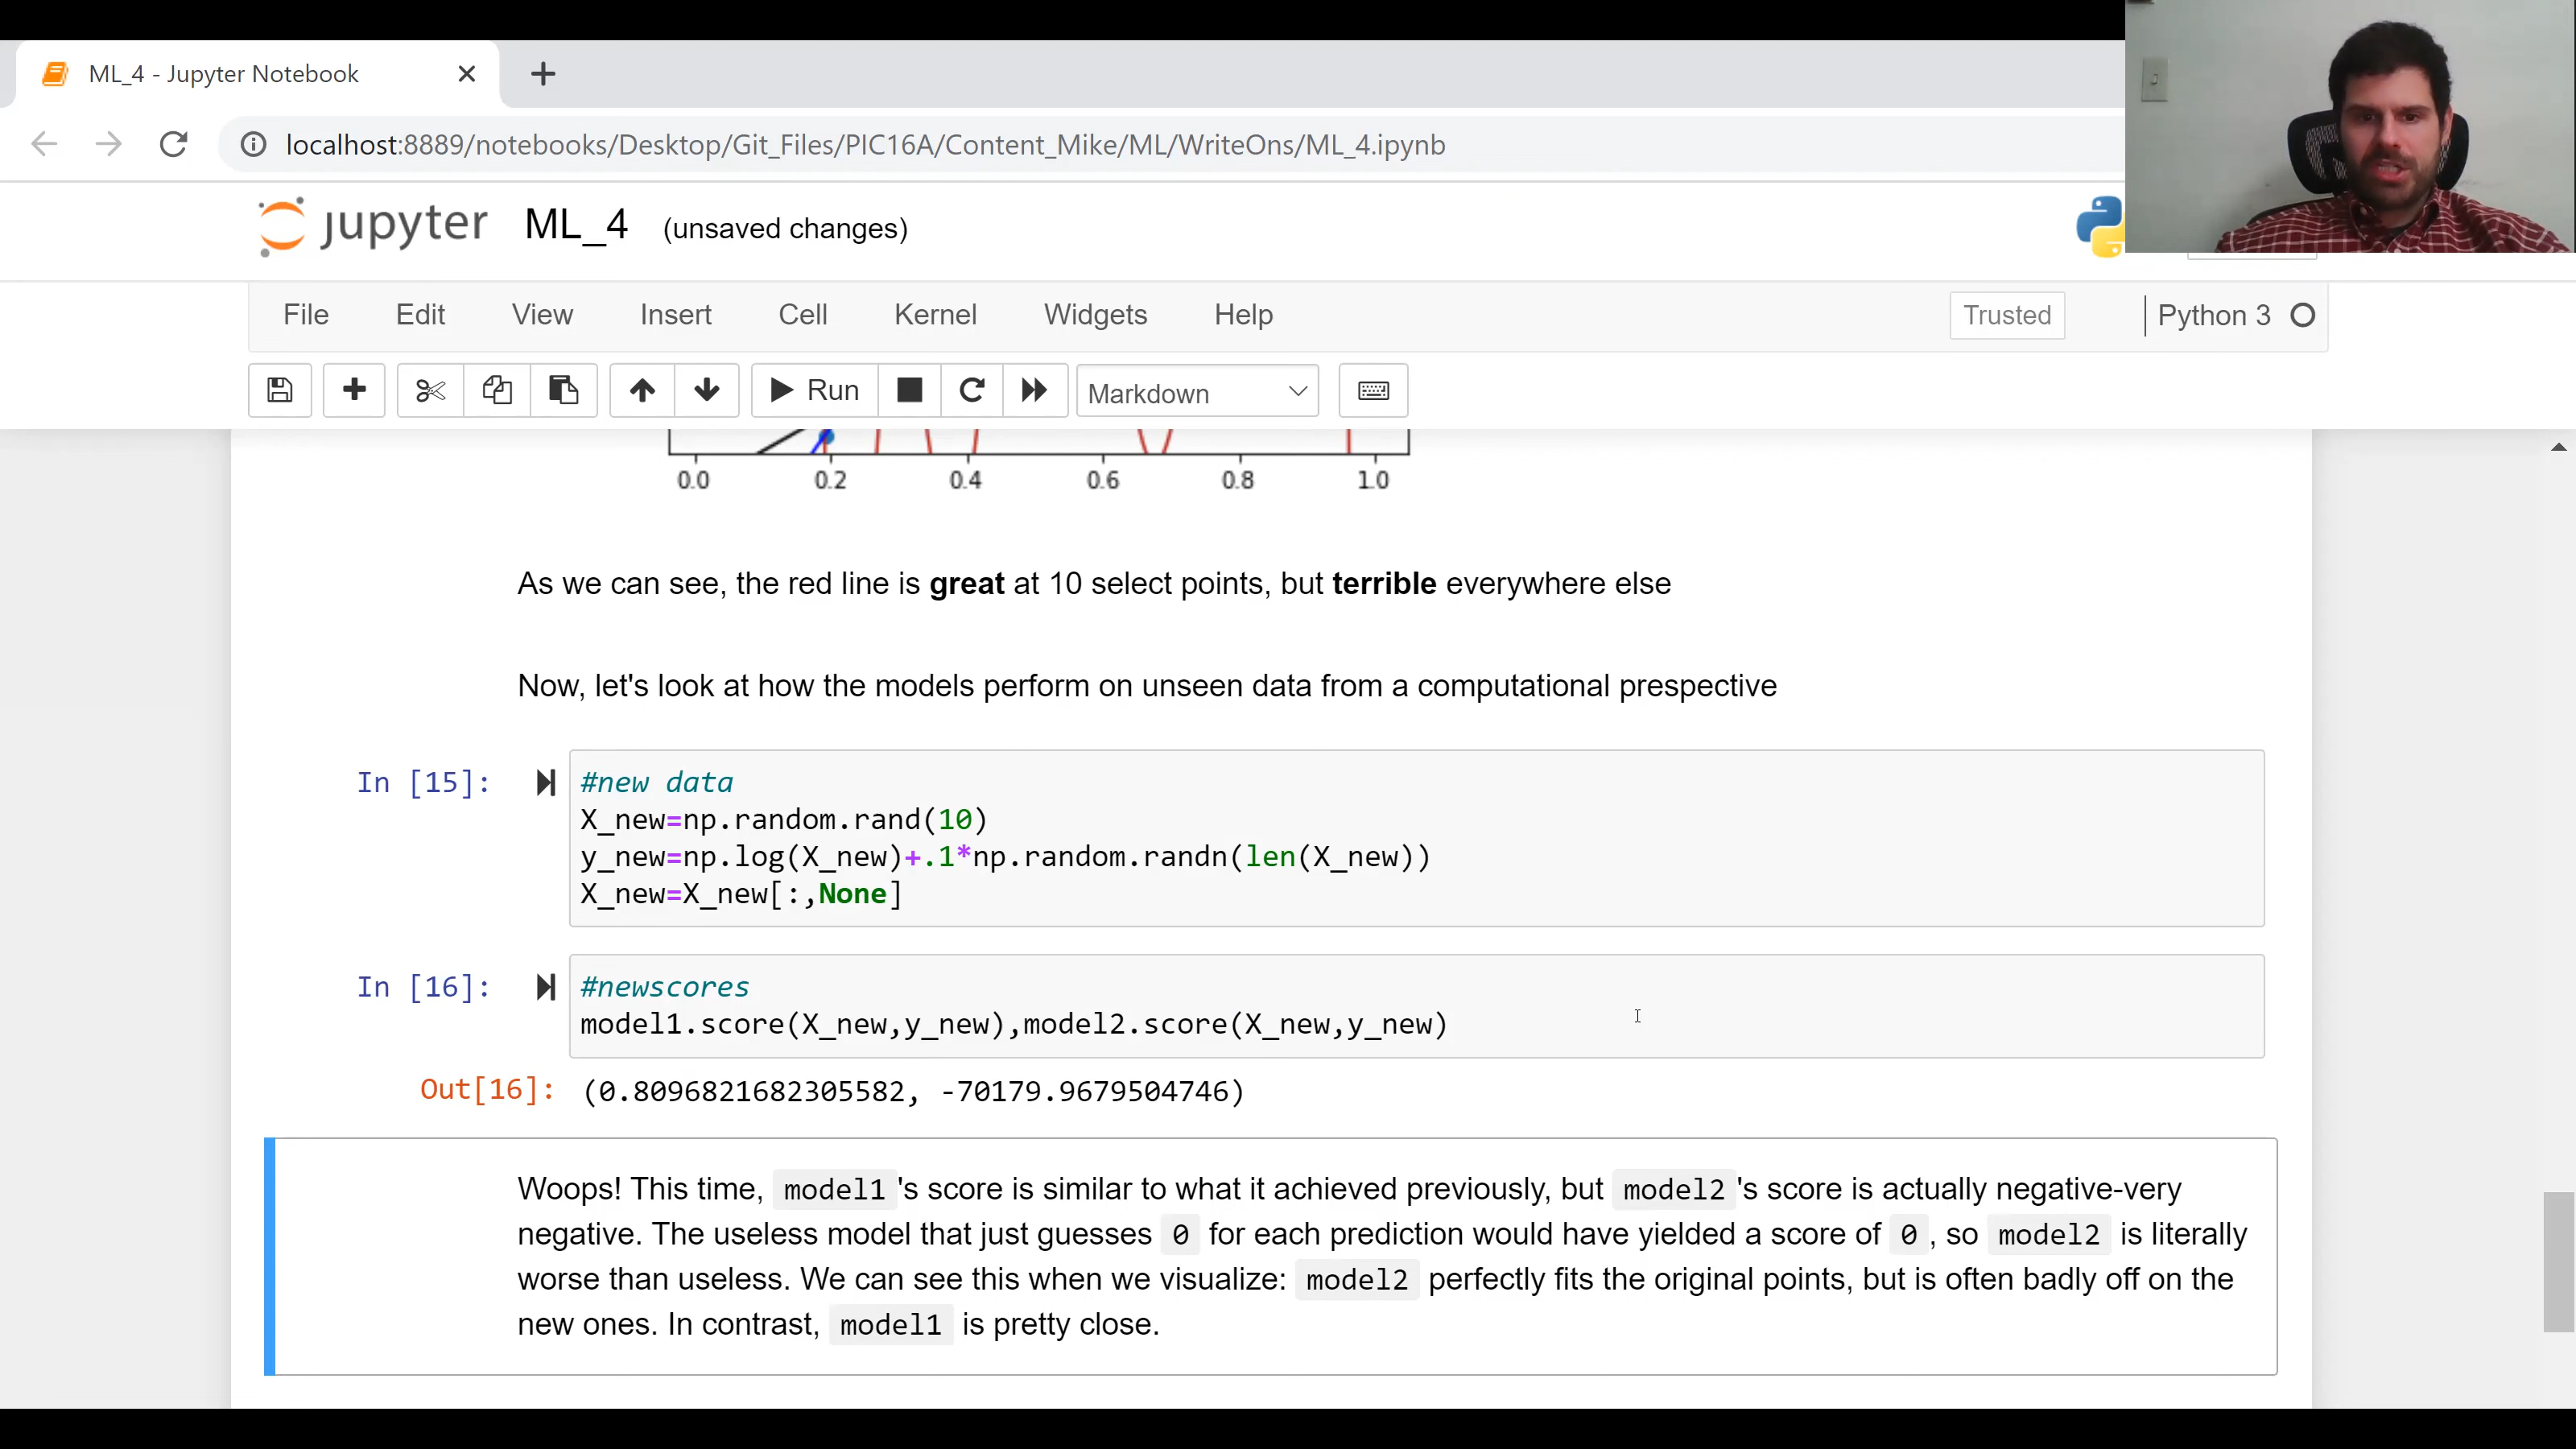 ML_4 - Jupyter Notebook
localhost:8889/notebooks/Desktop/Git_Files/PIC16A/Content_Mike/ML/WriteOns/ML_4.ipynb
jupyter ML_4 (unsaved changes)
File Edit View Insert Cell Kernel Widgets Help Trusted Python 3
Run Markdown
0.0 0.2 0.4 0.6 0.8 1.0
As we can see, the red line is great at 10 select points, but terrible everywhere else
Now, let's look at how the models perform on unseen data from a computational prespective
In [15]: #new data
X_new=np.random.rand(10)
y_new=np.log(X_new)+.1*np.random.randn(len(X_new))
X_new=X_new[:,None]
In [16]: #newscores
model1.score(X_new,y_new),model2.score(X_new,y_new)
Out[16]: (0.8096821682305582, -70179.9679504746)
Woops! This time, model1 's score is similar to what it achieved previously, but model2 's score is actually negative-very
negative. The useless model that just guesses 0 for each prediction would have yielded a score of 0 , so model2 is literally
worse than useless. We can see this when we visualize: model2 perfectly fits the original points, but is often badly off on the
new ones. In contrast, model1 is pretty close.